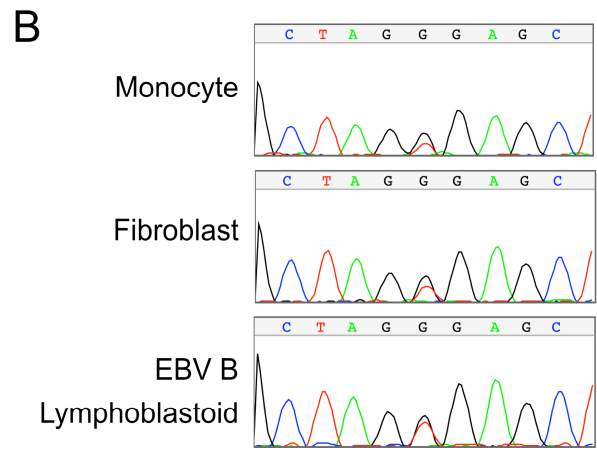 B
C T A G G G A G C
Monocyte
C T A G G G A G C
Fibroblast
C T A G G G A G C
EBV B
Lymphoblastoid